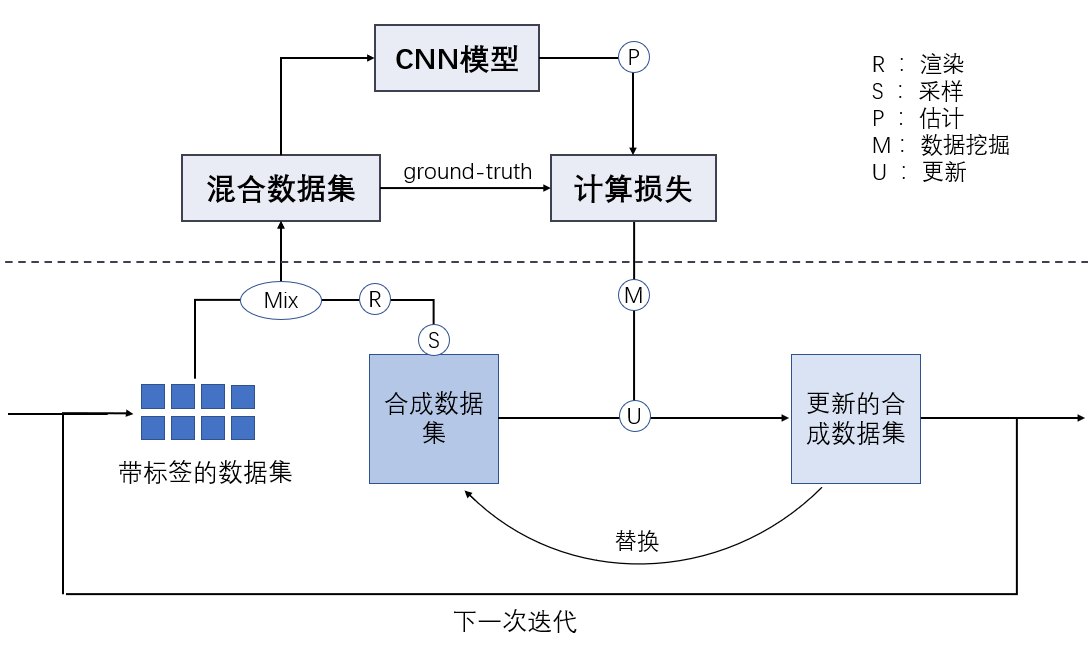 CNN模型
P
R ： 渲染
S ： 采样
P ： 估计
M ： 数据挖掘
U ： 更新
混合数据集
ground-truth
计算损失
Mix
R
M
S
合成数据
集
U
更新的合
成数据集
带标签的数据集
替换
下一次迭代